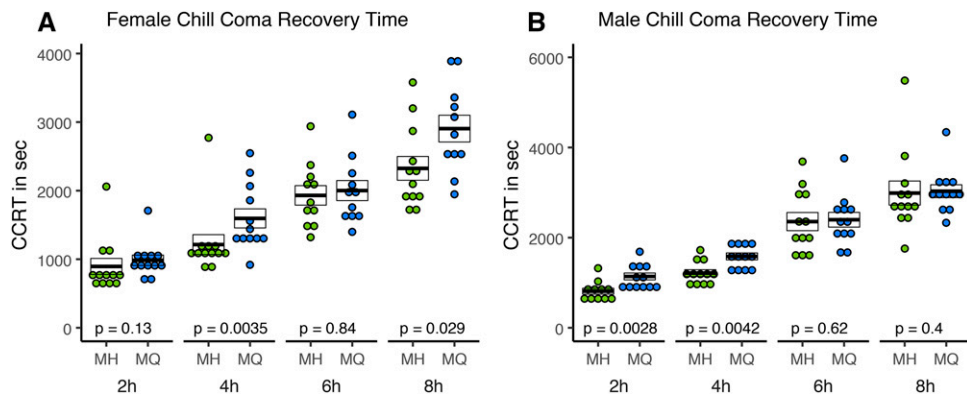 A Female Chill Coma Recovery Time
CCRT in sec
4000
3000
2000
1000
0
p = 0.13 p = 0.0035 p = 0.84 p = 0.029
MH MQ MH MQ MH MQ MH MQ
2h 4h 6h 8h
B Male Chill Coma Recovery Time
CCRT in sec
6000
4000
2000
0
p = 0.0028 p = 0.0042 p = 0.62 p = 0.4
MH MQ MH MQ MH MQ MH MQ
2h 4h 6h 8h